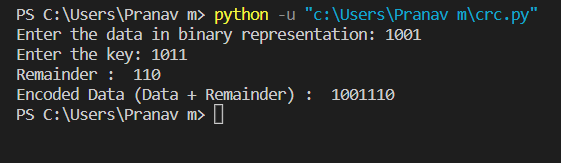 PS C:\Users\Pranav m> python -u "c:\Users\Pranav m\crc.py"
Enter the data in binary representation: 1001
Enter the key: 1011
Remainder :  110
Encoded Data (Data + Remainder) :  1001110
PS C:\Users\Pranav m>